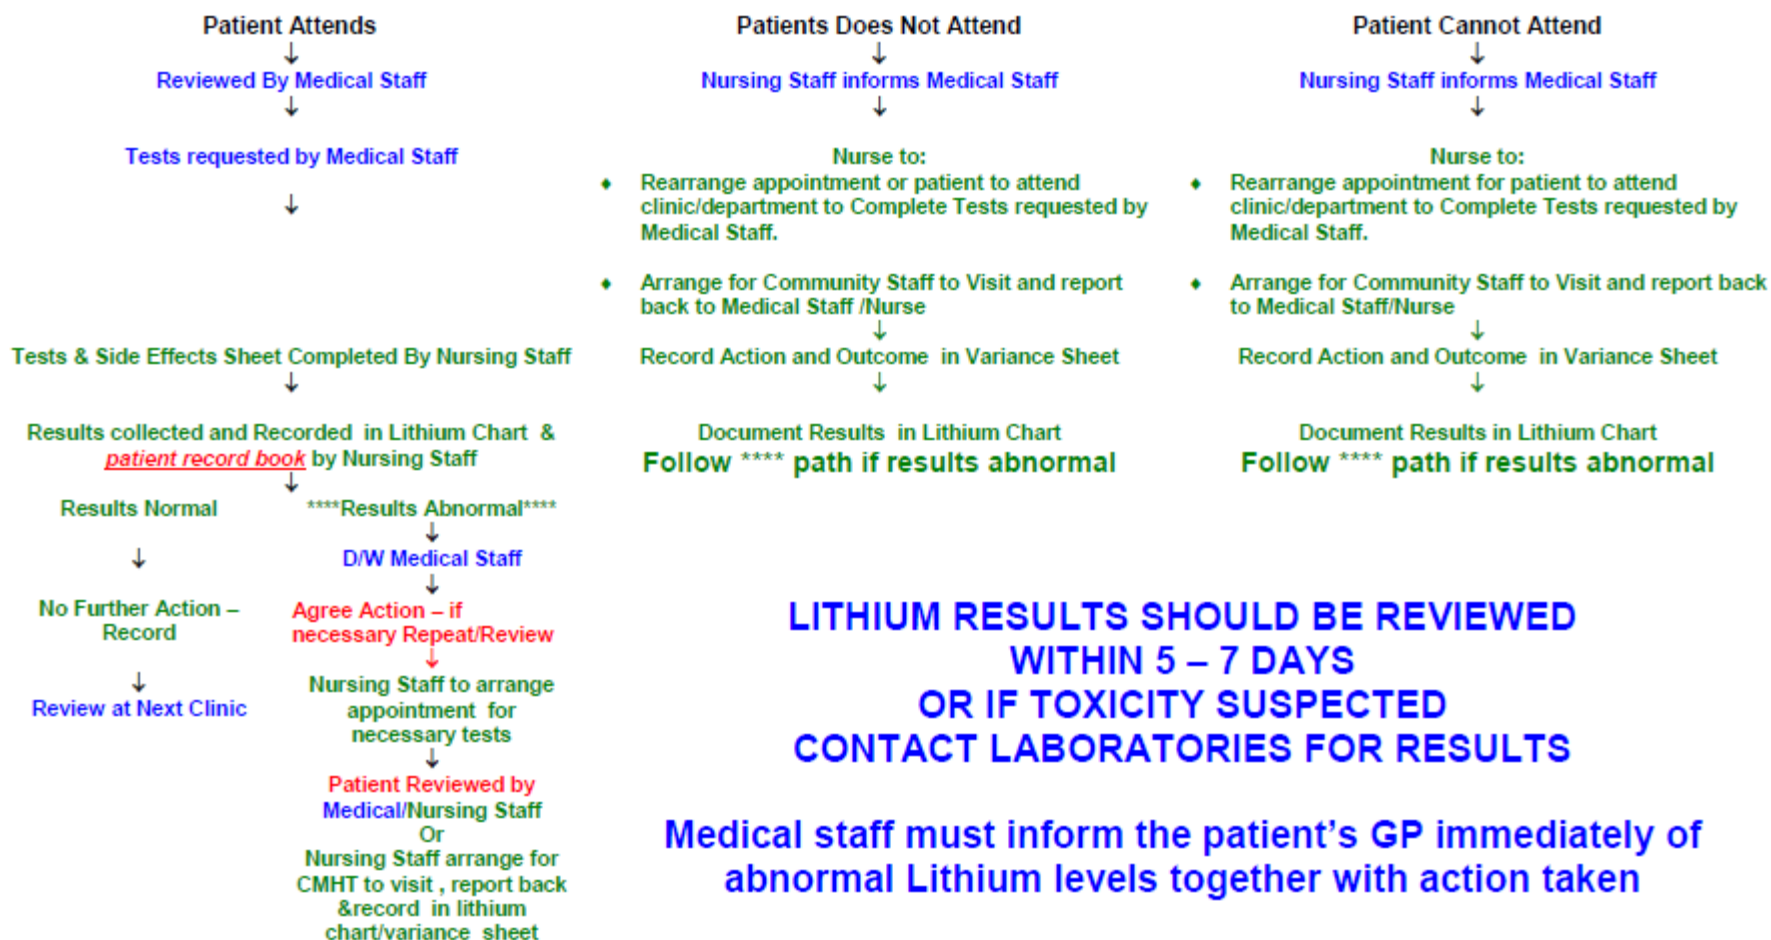 Patient Attends
↓
Reviewed By Medical Staff
↓
Tests requested by Medical Staff
↓
Tests & Side Effects Sheet Completed By Nursing Staff
↓
Results collected and Recorded in Lithium Chart &
patient record book by Nursing Staff
↓
Results Normal
↓
No Further Action –
Record
↓
Review at Next Clinic
****Results Abnormal****
↓
D/W Medical Staff
↓
Agree Action – if
necessary Repeat/Review
↓
Nursing Staff to arrange
appointment for
necessary tests
↓
Patient Reviewed by
Medical/Nursing Staff
Or
Nursing Staff arrange for
CMHT to visit , report back
&record in lithium
chart/variance sheet
Patients Does Not Attend
↓
Nursing Staff informs Medical Staff
↓
Nurse to:
♦ Rearrange appointment or patient to attend
clinic/department to Complete Tests requested by
Medical Staff.
♦ Arrange for Community Staff to Visit and report
back to Medical Staff /Nurse
↓
Record Action and Outcome in Variance Sheet
↓
Document Results in Lithium Chart
Follow **** path if results abnormal
Patient Cannot Attend
↓
Nursing Staff informs Medical Staff
↓
Nurse to:
♦ Rearrange appointment for patient to attend
clinic/department to Complete Tests requested by
Medical Staff.
♦ Arrange for Community Staff to Visit and report back
to Medical Staff/Nurse
↓
Record Action and Outcome in Variance Sheet
↓
Document Results in Lithium Chart
Follow **** path if results abnormal
LITHIUM RESULTS SHOULD BE REVIEWED
WITHIN 5 – 7 DAYS
OR IF TOXICITY SUSPECTED
CONTACT LABORATORIES FOR RESULTS
Medical staff must inform the patient’s GP immediately of
abnormal Lithium levels together with action taken